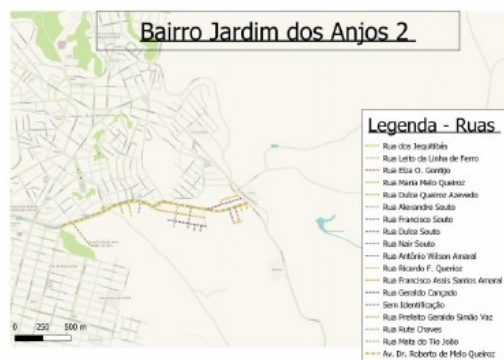 Bairro Jardim dos Anjos 2
Legenda - Ruas
Rua dos Jequitibás
Rua Leito da Linha de Ferro
Rua Elza O. Gontijo
Rua Maria Melo Queiroz
Rua Dulce Queiroz Azevedo
Rua Alexandre Souto
Rua Francisco Souto
Rua Dulce Souto
Rua Nair Souto
Rua Antônio Wilson Amaral
Rua Ricardo F. Queiroz
Rua Francisco Assis Santos Amaral
Rua Geraldo Cançado
Sem Identificação
Rua Prefeito Geraldo Simão Vaz
Rua Rute Chaves
Rua Mata do Tio João
Av. Dr. Roberto de Melo Queiroz
0 250 500 m